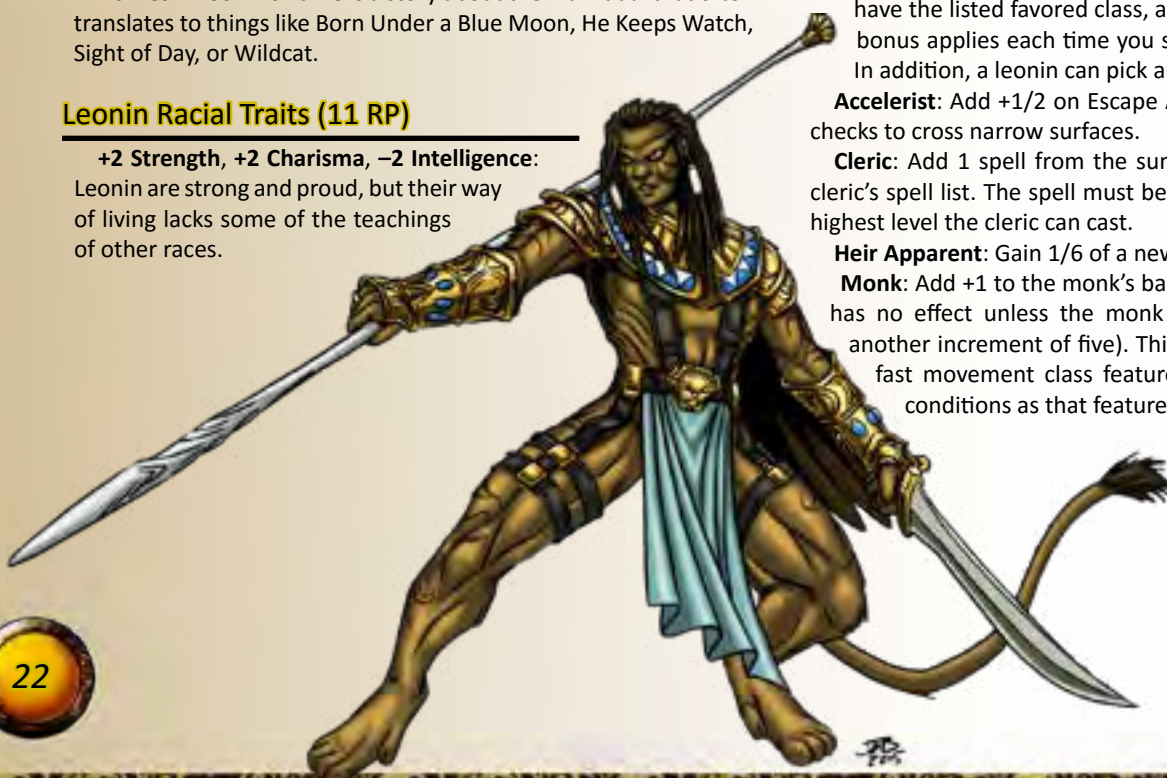 translates to things like Born Under a Blue Moon, He Keeps Watch,
Sight of Day, or Wildcat.
Leonin Racial Traits (11 RP)
+2 Strength, +2 Charisma, –2 Intelligence:
Leonin are strong and proud, but their way
of living lacks some of the teachings
of other races.
22
have the listed favored class, a
bonus applies each time you s
In addition, a leonin can pick a
Accelerist: Add +1/2 on Escape
checks to cross narrow surfaces.
Cleric: Add 1 spell from the sun
cleric's spell list. The spell must be
highest level the cleric can cast.
Heir Apparent: Gain 1/6 of a new
Monk: Add +1 to the monk's ba
has no effect unless the monk
another increment of five). Thi
fast movement class feature
conditions as that feature